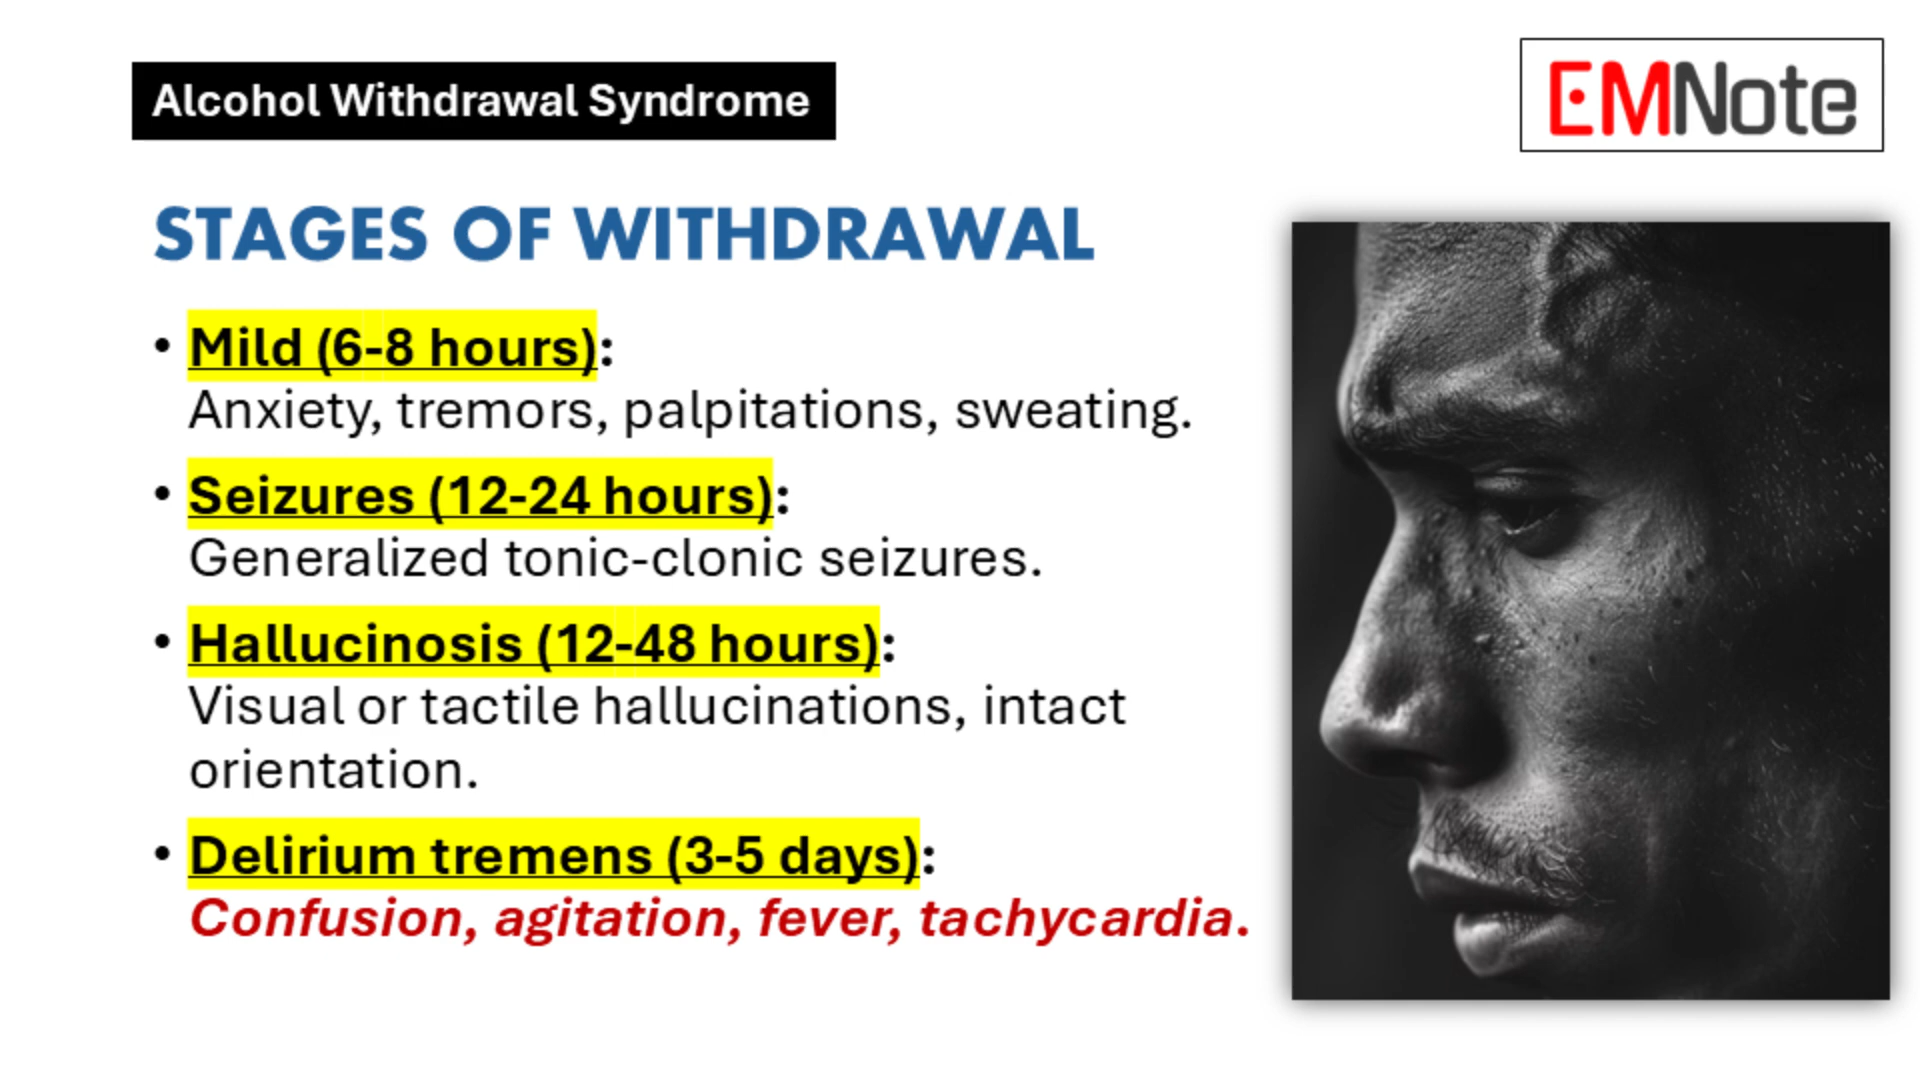 Alcohol Withdrawal Syndrome
EMNote
STAGES OF WITHDRAWAL
• Mild (6-8 hours):
Anxiety, tremors, palpitations, sweating.
• Seizures (12-24 hours):
Generalized tonic-clonic seizures.
• Hallucinosis (12-48 hours):
Visual or tactile hallucinations, intact
orientation.
• Delirium tremens (3-5 days):
Confusion, agitation, fever, tachycardia.